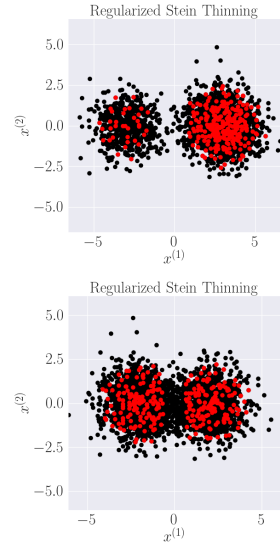 Regularized Stein Thinning
5.0
2.5
0.0
−2.5
−5.0
x^(2)
−5 0 5
x^(1)
Regularized Stein Thinning
5.0
2.5
0.0
−2.5
−5.0
x^(2)
−5 0 5
x^(1)